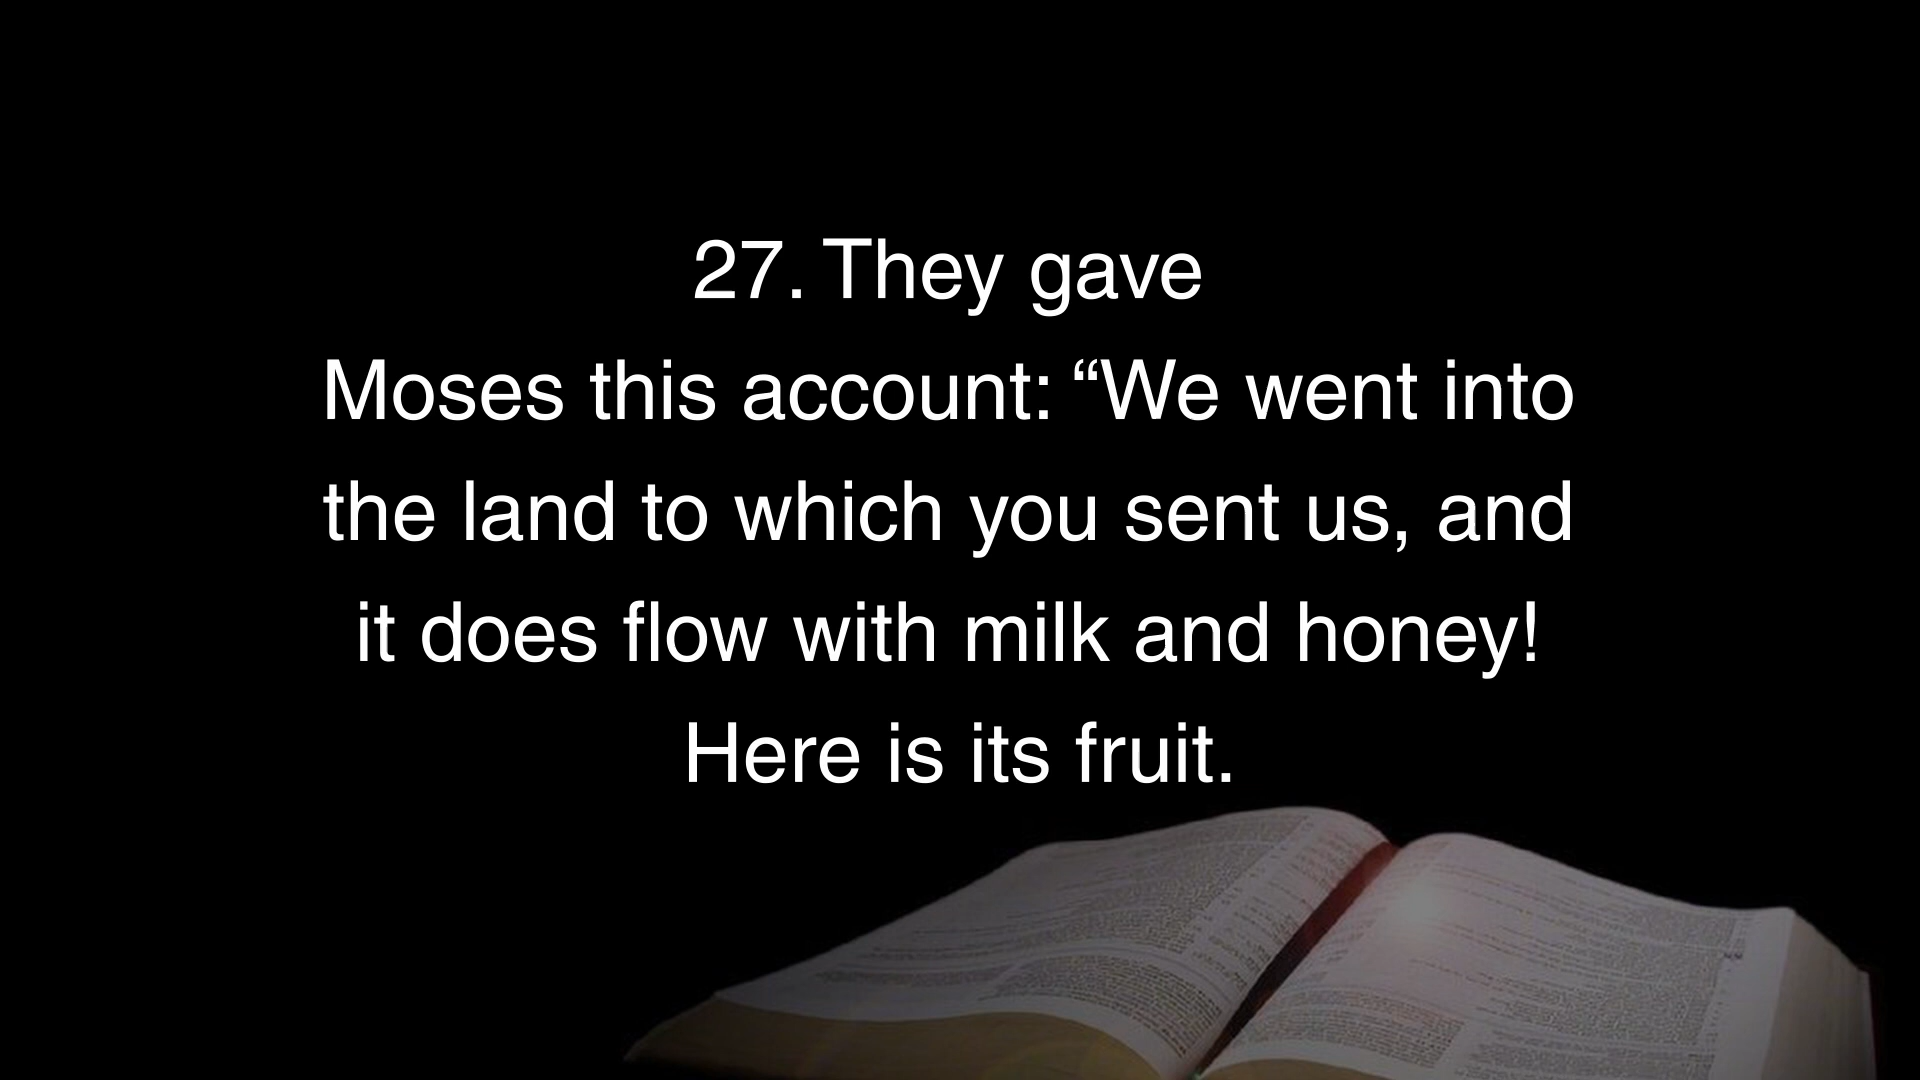 27. They gave
Moses this account: “We went into
the land to which you sent us, and
it does flow with milk and honey!
Here is its fruit.